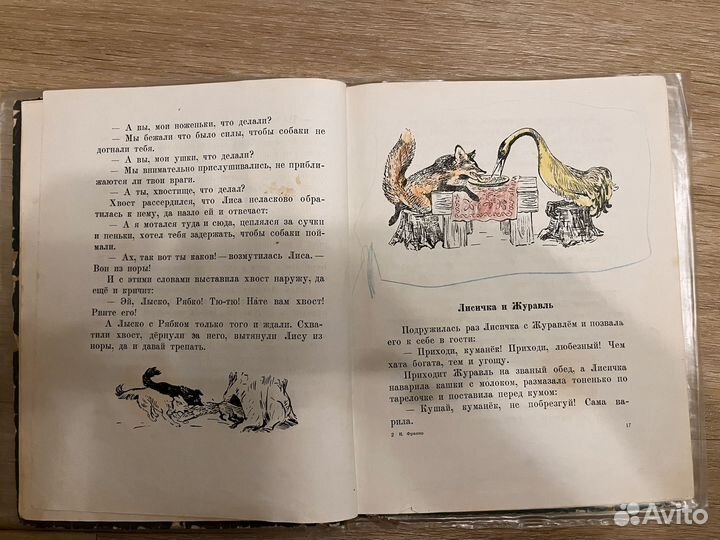 — А вы, мои ноженьки, что делали?
— Мы бежали что было силы, чтобы собаки не
догнали тебя.
— А вы, мои ушки, что делали?
— Мы внимательно прислушивались, не прибли-
жаются ли твои враги.
— А ты, хвостище, что делал?
Хвост рассердился, что Лиса неласково обра-
тилась к нему, да назло ей и отвечает:
— А я мотался туда и сюда, цеплялся за сучки
и пеньки, хотел тебя задержать, чтобы собаки пой-
мали.
— Ах, так вот ты каков! — возмутилась Лиса. —
Вон из норы!
И с этими словами выставила хвост наружу, да
ещё и кричит:
— Эй, Лыско, Рябко! Тю-тю! На́те вам хвост!
Рвите его!
А Лыско с Рябком только того и ждали. Схва-
тили хвост, дёрнули за него, вытянули Лису из
норы, да и давай трепать.
Лисичка и Журавль
Подружилась раз Лисичка с Журавлём и позвала
его к себе в гости:
— Приходи, куманёк! Приходи, любезный! Чем
хата богата, тем и угощу.
Приходит Журавль на званый обед, а Лисичка
наварила кашки с молоком, размазала тоненько по
тарелочке и поставила перед кумом:
— Кушай, куманёк, не побрезгуй! Сама ва-
рила.
2 И. Франко
17
Avito